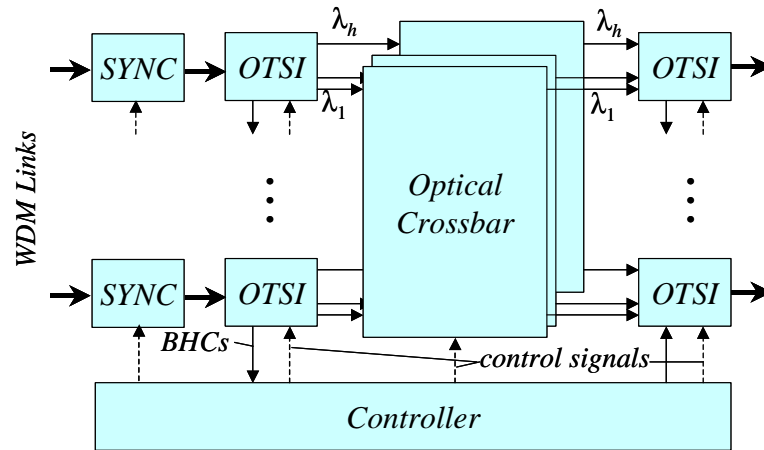 λh λh
SYNC OTSI OTSI
λ1 λ1
WDM Links
Optical
Crossbar
SYNC OTSI OTSI
BHCs
control signals
Controller